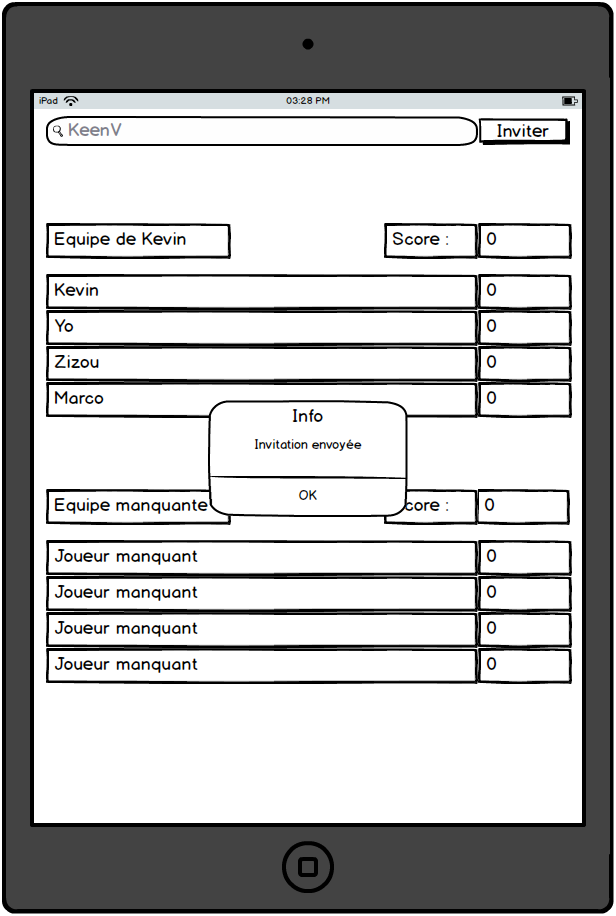 iPad 03:28 PM
KeenV Inviter
Equipe de Kevin Score : 0
Kevin 0
Yo 0
Zizou 0
Marco 0
Info
Invitation envoyée
OK
Equipe manquante core : 0
Joueur manquant 0
Joueur manquant 0
Joueur manquant 0
Joueur manquant 0